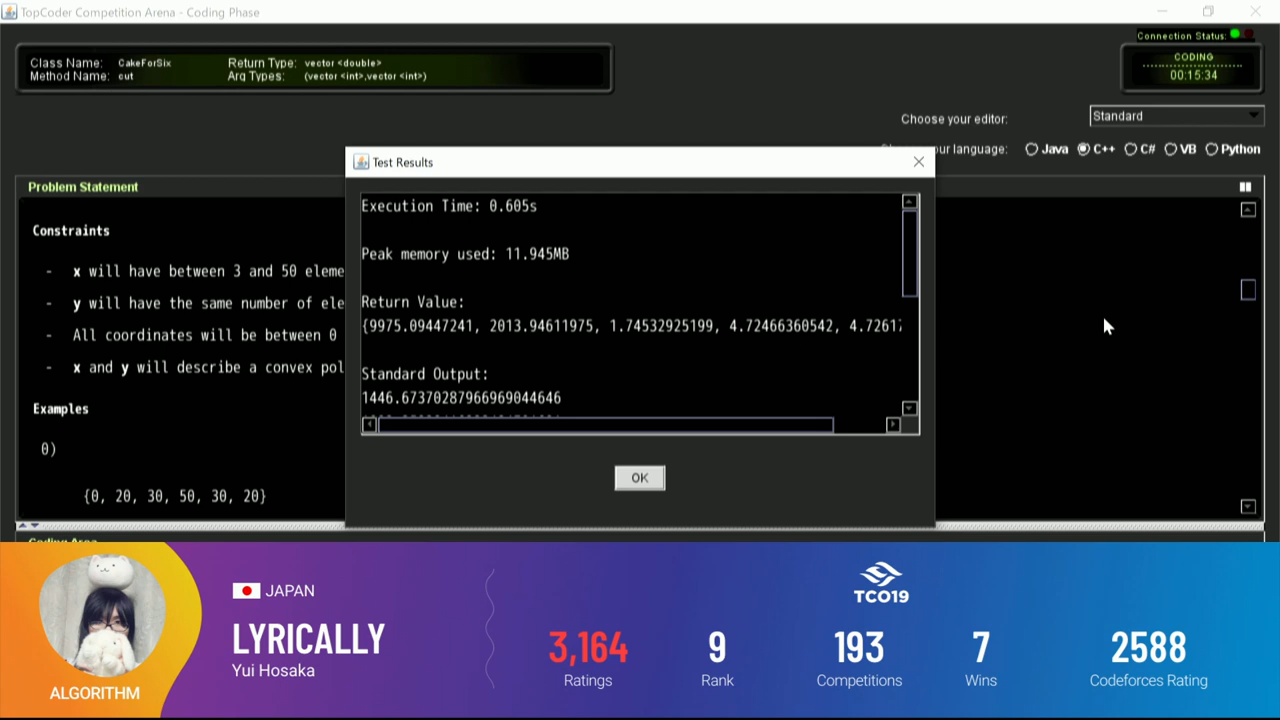 TopCoder Competition Arena - Coding Phase
Connection Status:
Class Name: CakeForSix Return Type: vector <double>
Method Name: cut Arg Types: (vector <int>,vector <int>)
CODING
00:15:34
Choose your editor: Standard
our language: Java C++ C# VB Python
Test Results
Problem Statement
Constraints
- x will have between 3 and 50 eleme
- y will have the same number of ele
- All coordinates will be between 0
- x and y will describe a convex pol
Examples
0)
{0, 20, 30, 50, 30, 20}
Execution Time: 0.605s
Peak memory used: 11.945MB
Return Value:
{9975.09447241, 2013.94611975, 1.74532925199, 4.72466360542, 4.7261
Standard Output:
1446.67370287966969044646
OK
Coding Area
JAPAN
LYRICALLY
Yui Hosaka
ALGORITHM
TCO19
3,164 9 193 7 2588
Ratings Rank Competitions Wins Codeforces Rating